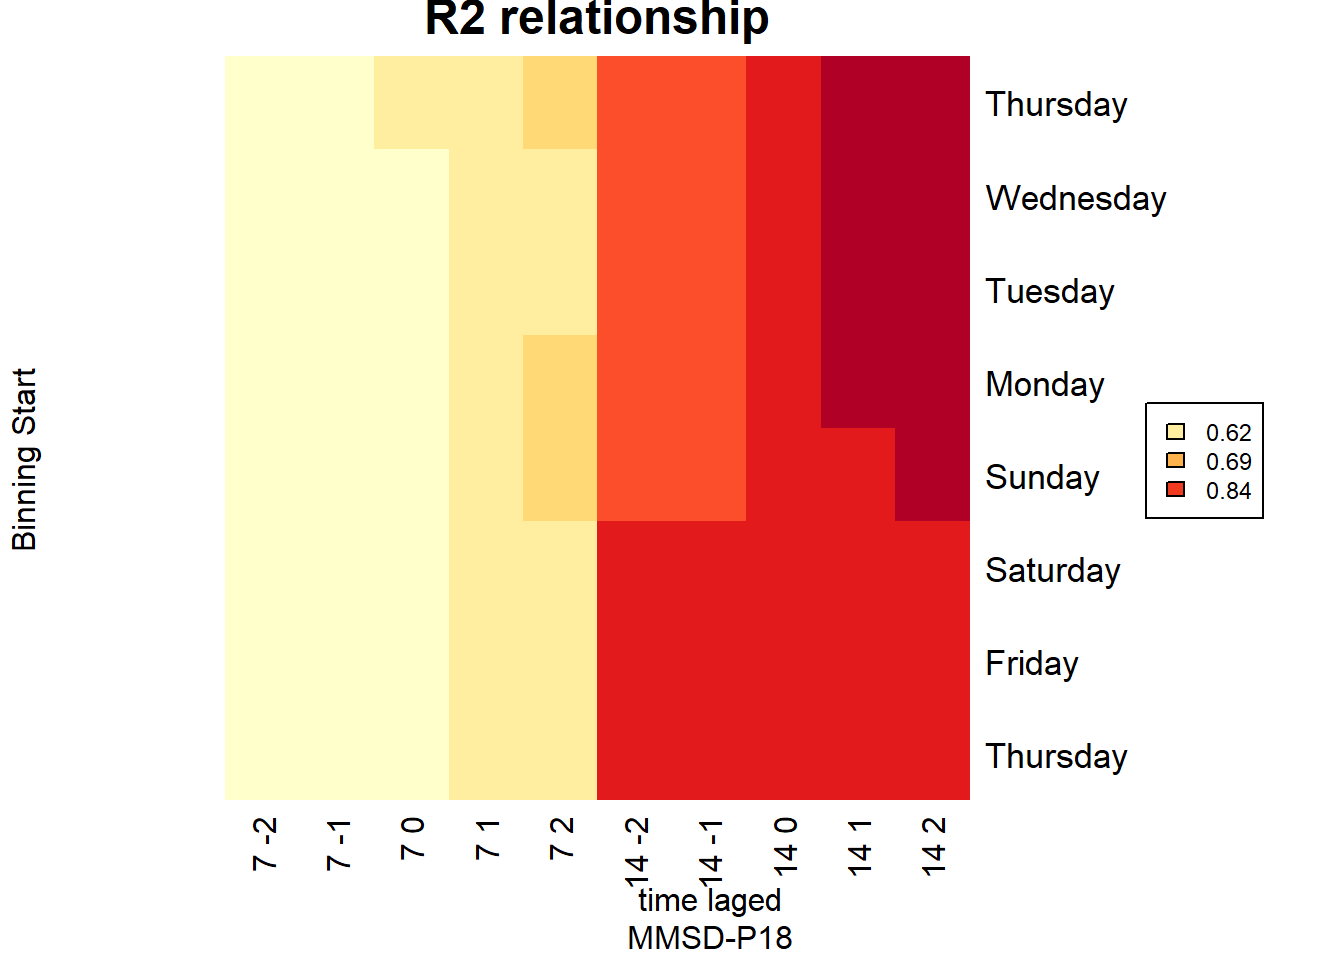 R2 relationship
Thursday
Wednesday
Tuesday
Monday
Sunday
Saturday
Friday
Thursday
Binning Start
0.62
0.69
0.84
7 -2
7 -1
7 0
7 1
7 2
14 -2
14 -1
14 0
14 1
14 2
time laged
MMSD-P18